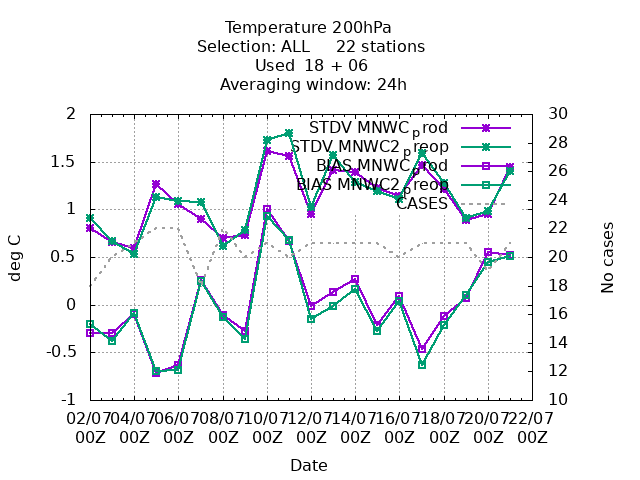 Temperature 200hPa
Selection: ALL     22 stations
Used  18 + 06
Averaging window: 24h
STDV MNWC_prod
STDV MNWC2_preop
BIAS MNWC_prod
BIAS MNWC2_preop
CASES
2
1.5
1
0.5
0
-0.5
-1
30
28
26
24
22
20
18
16
14
12
10
deg C
No cases
02/07 04/07 06/07 08/07 10/07 12/07 14/07 16/07 18/07 20/07 22/07
00Z 00Z 00Z 00Z 00Z 00Z 00Z 00Z 00Z 00Z 00Z
Date